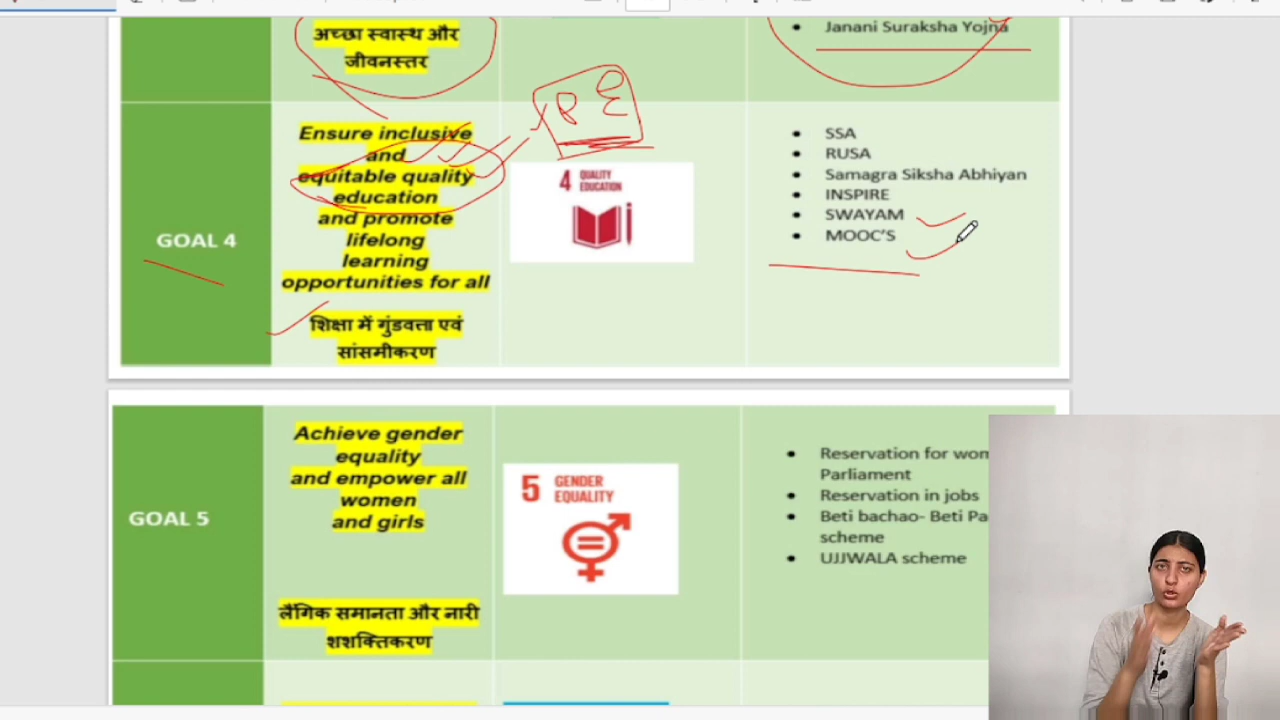 अच्छा स्वास्थ और
जीवनस्तर
Janani Suraksha Yojna
GOAL 4
Ensure inclusive
and
equitable quality
education
and promote
lifelong
learning
opportunities for all
शिक्षा में गुंडवत्ता एवं
सांसमीकरण
4 QUALITY
EDUCATION
SSA
RUSA
Samagra Siksha Abhiyan
INSPIRE
SWAYAM
MOOC'S
GOAL 5
Achieve gender
equality
and empower all
women
and girls
लैंगिक समानता और नारी
शशक्तिकरण
5 GENDER
EQUALITY
Reservation for
Parliament
Reservation in jobs
Beti bachao- Beti
scheme
UJJWALA scheme